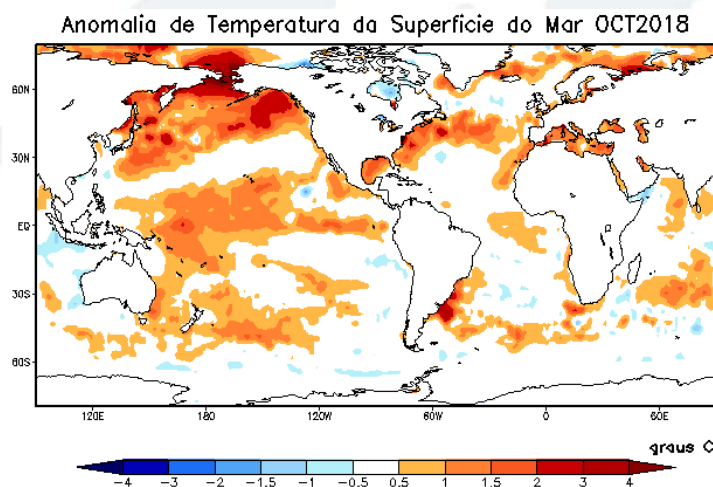 Anomalia de Temperatura da Superfície do Mar OCT2018
60N
30N
EQ
30S
60S
120E 180 120W 60W 0 60E
graus C
-4 -3 -2 -1.5 -1 -0.5 0.5 1 1.5 2 3 4